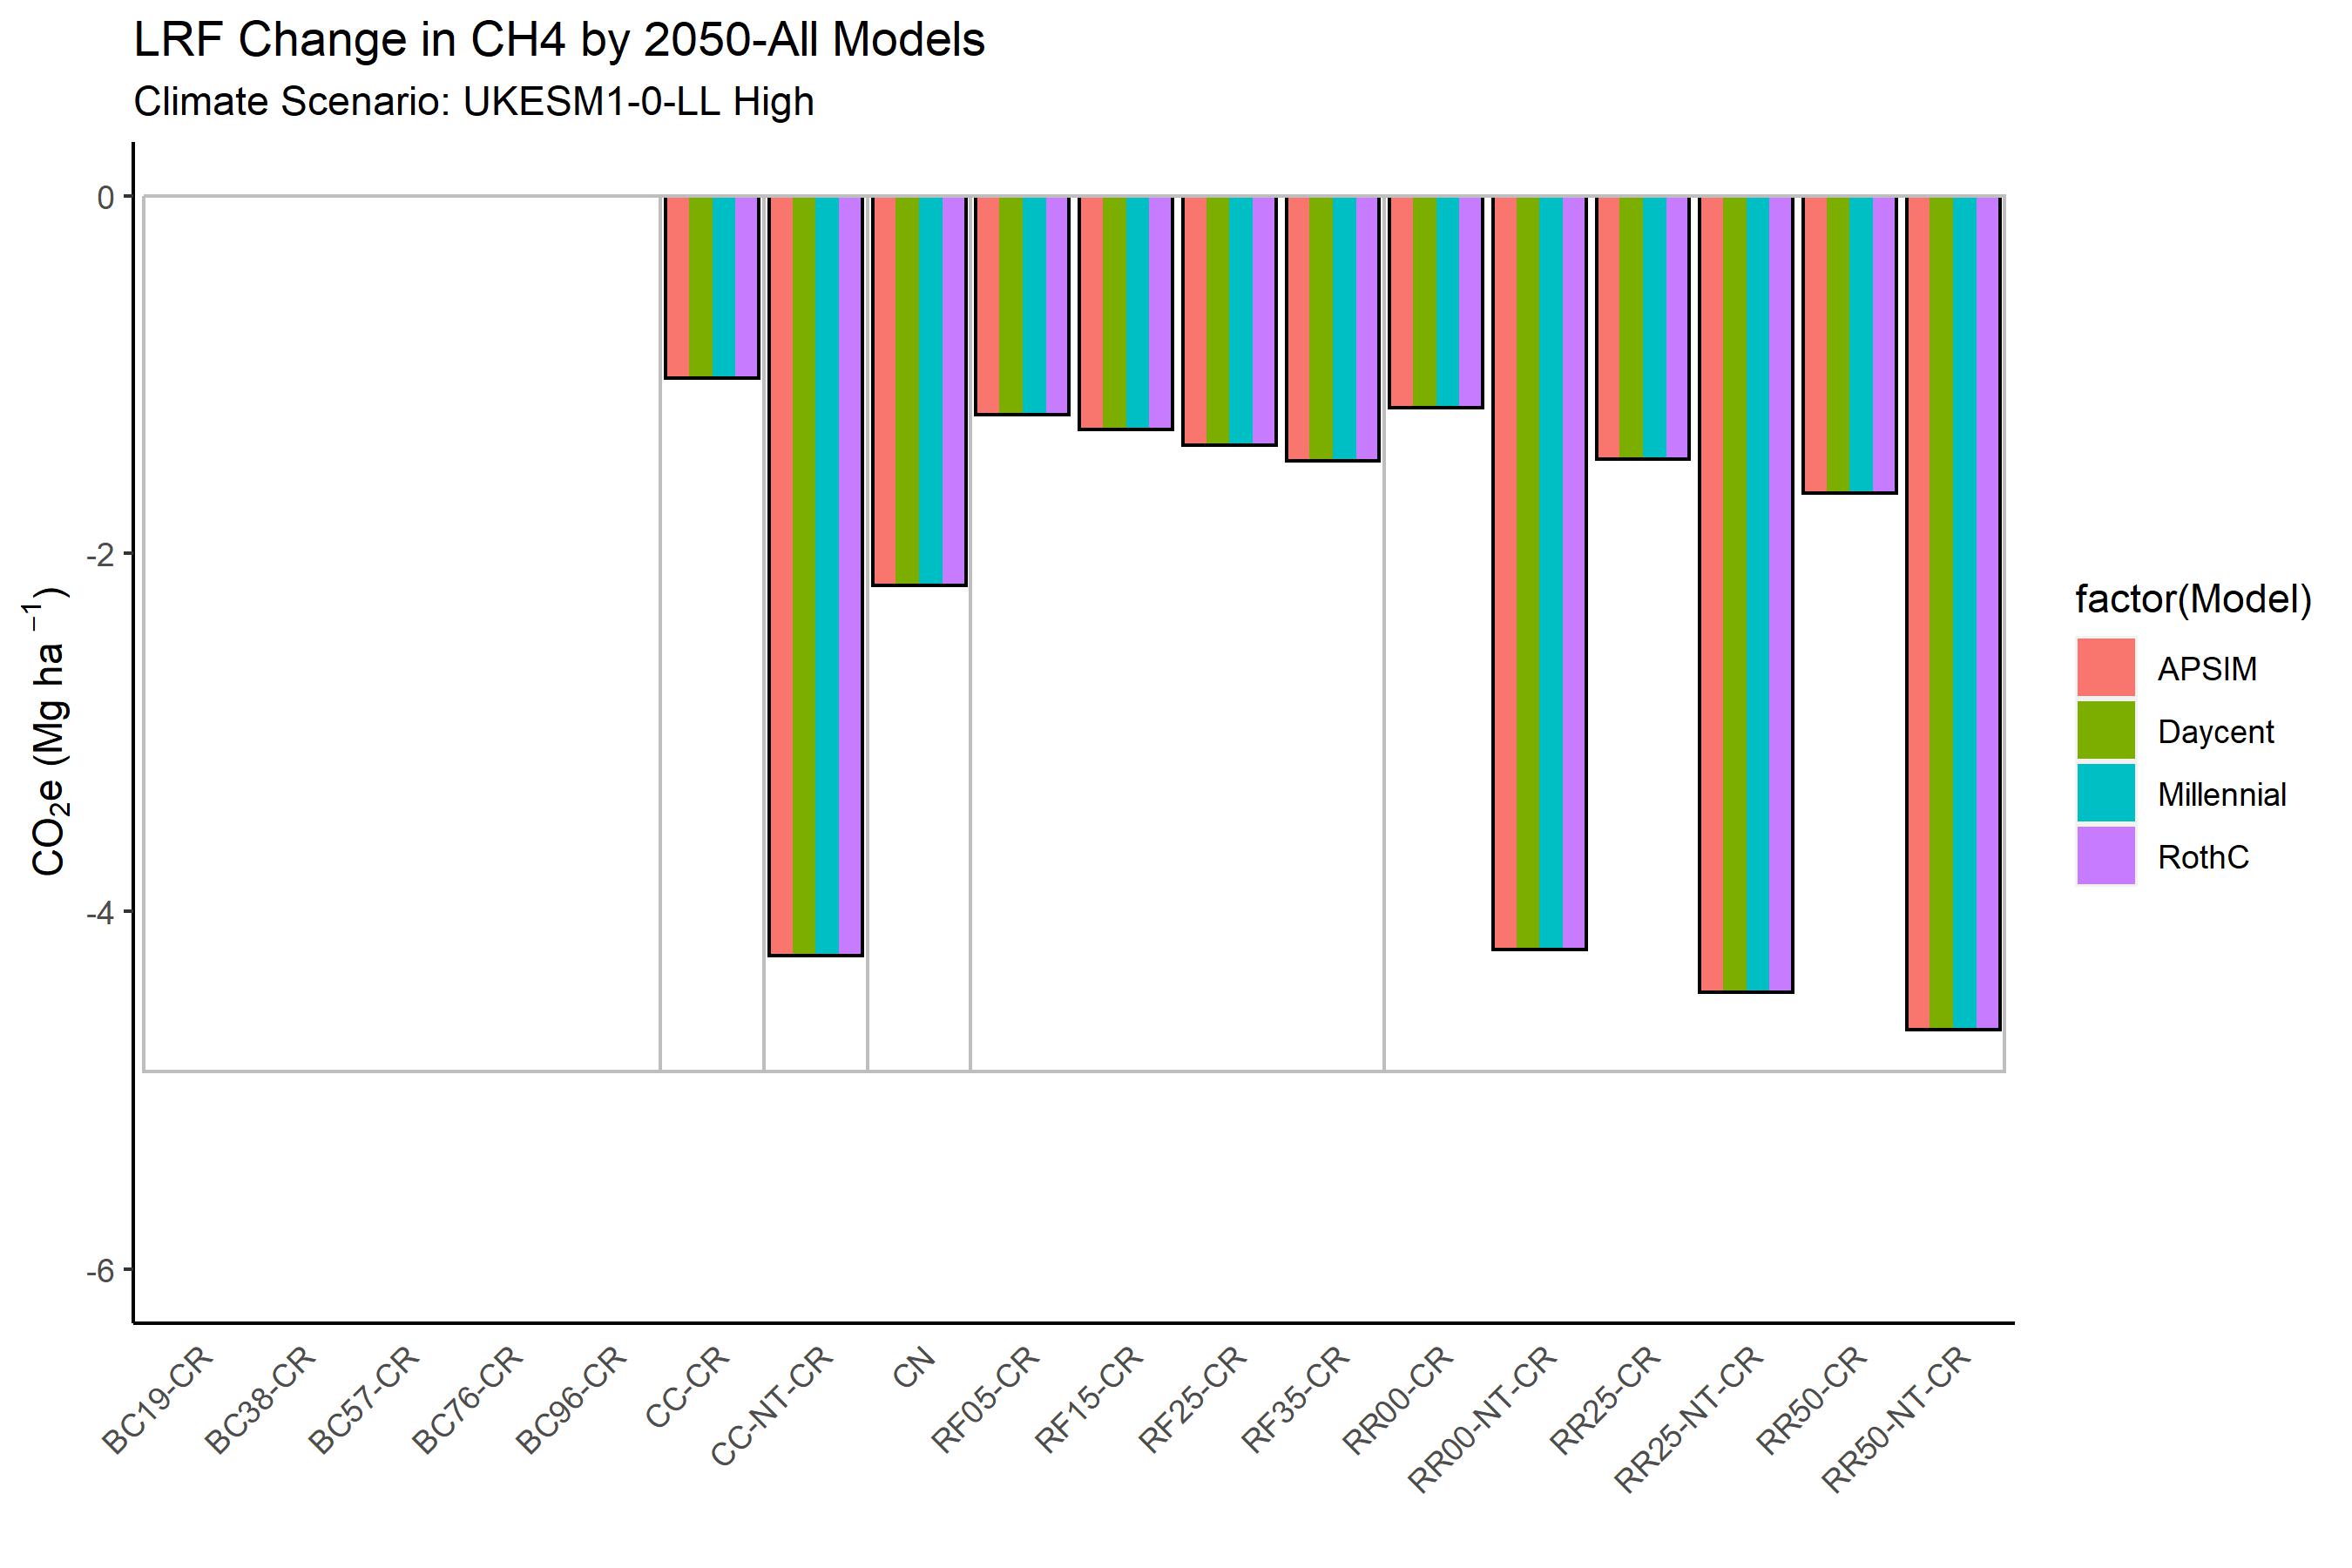 LRF Change in CH4 by 2050-All Models
Climate Scenario: UKESM1-0-LL High
CO₂e (Mg ha ⁻¹)
0
-2
-4
-6
BC19-CR
BC38-CR
BC57-CR
BC76-CR
BC96-CR
CC-CR
CC-NT-CR
CN
RF05-CR
RF15-CR
RF25-CR
RF35-CR
RR00-CR
RR00-NT-CR
RR25-CR
RR25-NT-CR
RR50-CR
RR50-NT-CR
factor(Model)
APSIM
Daycent
Millennial
RothC